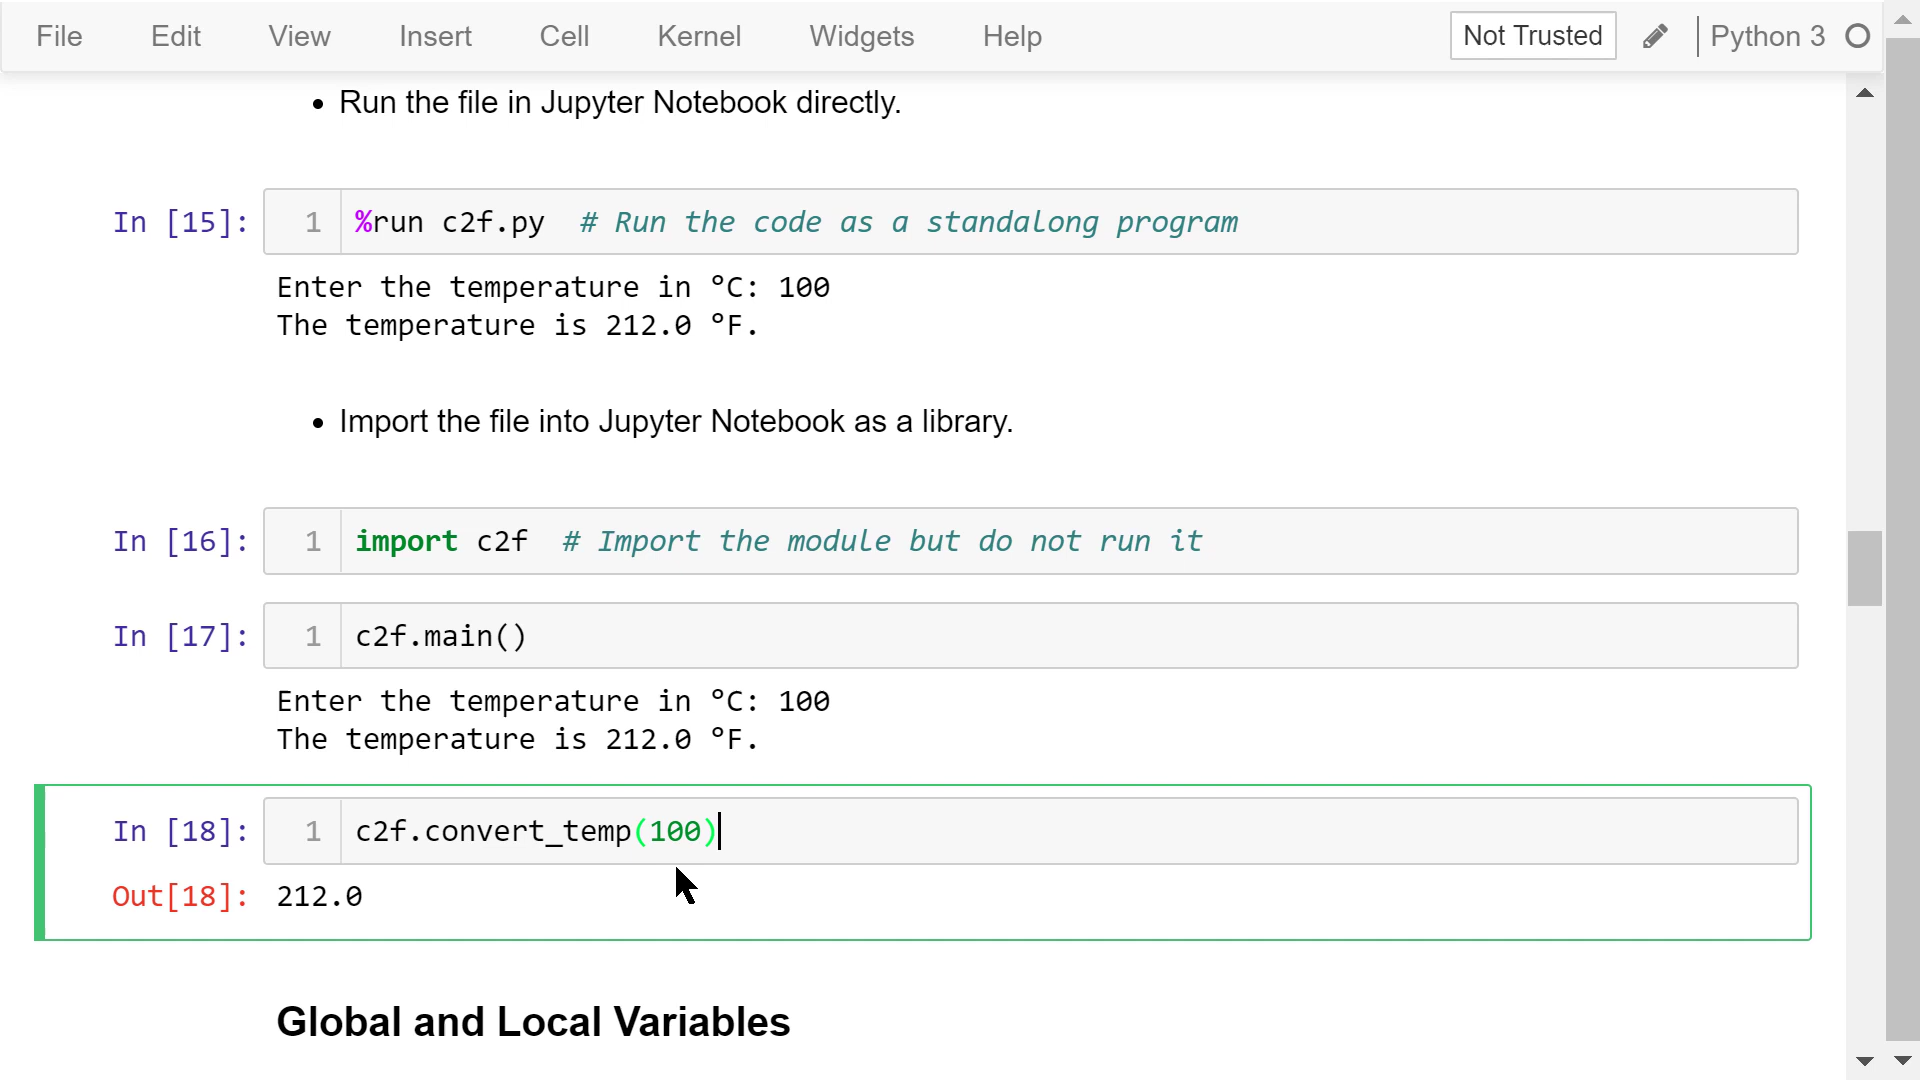 File Edit View Insert Cell Kernel Widgets Help Not Trusted Python 3
• Run the file in Jupyter Notebook directly.
In [15]: 1 %run c2f.py  # Run the code as a standalong program
Enter the temperature in °C: 100
The temperature is 212.0 °F.
• Import the file into Jupyter Notebook as a library.
In [16]: 1 import c2f  # Import the module but do not run it
In [17]: 1 c2f.main()
Enter the temperature in °C: 100
The temperature is 212.0 °F.
In [18]: 1 c2f.convert_temp(100)
Out[18]: 212.0
Global and Local Variables